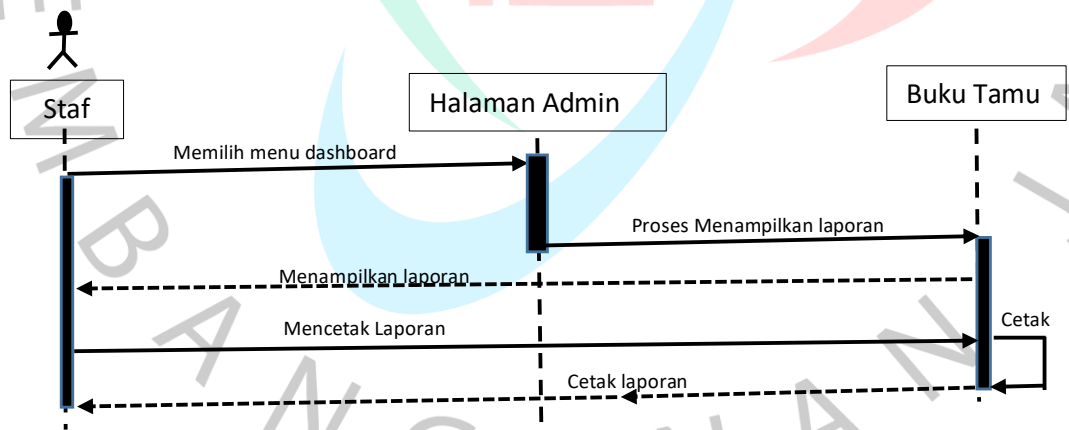 Staf
Halaman Admin
Buku Tamu
Memilih menu dashboard
Proses Menampilkan laporan
Menampilkan laporan
Mencetak Laporan
Cetak
Cetak laporan